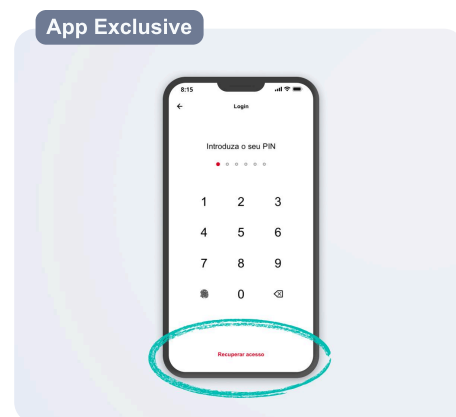 App Exclusive
8:15
Login
Introduza o seu PIN
1 2 3
4 5 6
7 8 9
0
Recuperar acesso